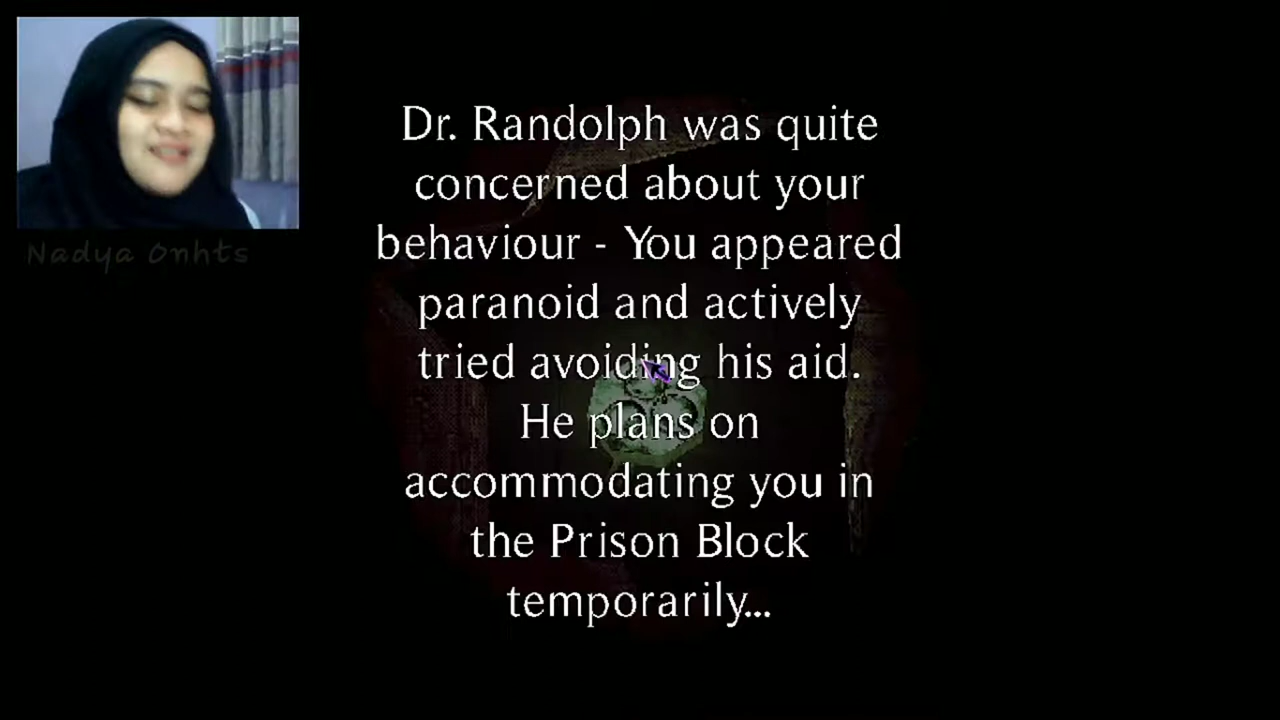 Nadya Onhts
Dr. Randolph was quite
concerned about your
behaviour - You appeared
paranoid and actively
tried avoiding his aid.
He plans on
accommodating you in
the Prison Block
temporarily...